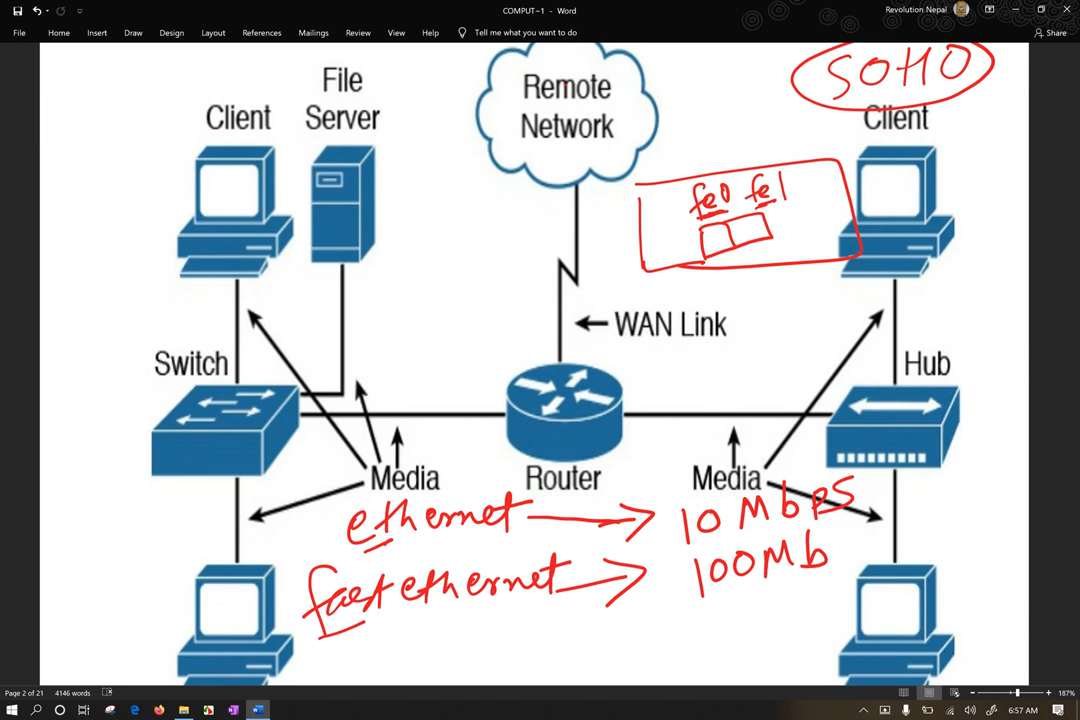 COMPUT~1 - Word
Revolution Nepal
File Home Insert Draw Design Layout References Mailings Review View Help Tell me what you want to do
Share
SOHO
File
Server
Client
Remote
Network
Client
fe0 fe1
WAN Link
Switch
Hub
Media
Router
Media
ethernet → 10 Mbps
fast ethernet → 100Mb
Page 2 of 21 4146 words
187%
6:57 AM